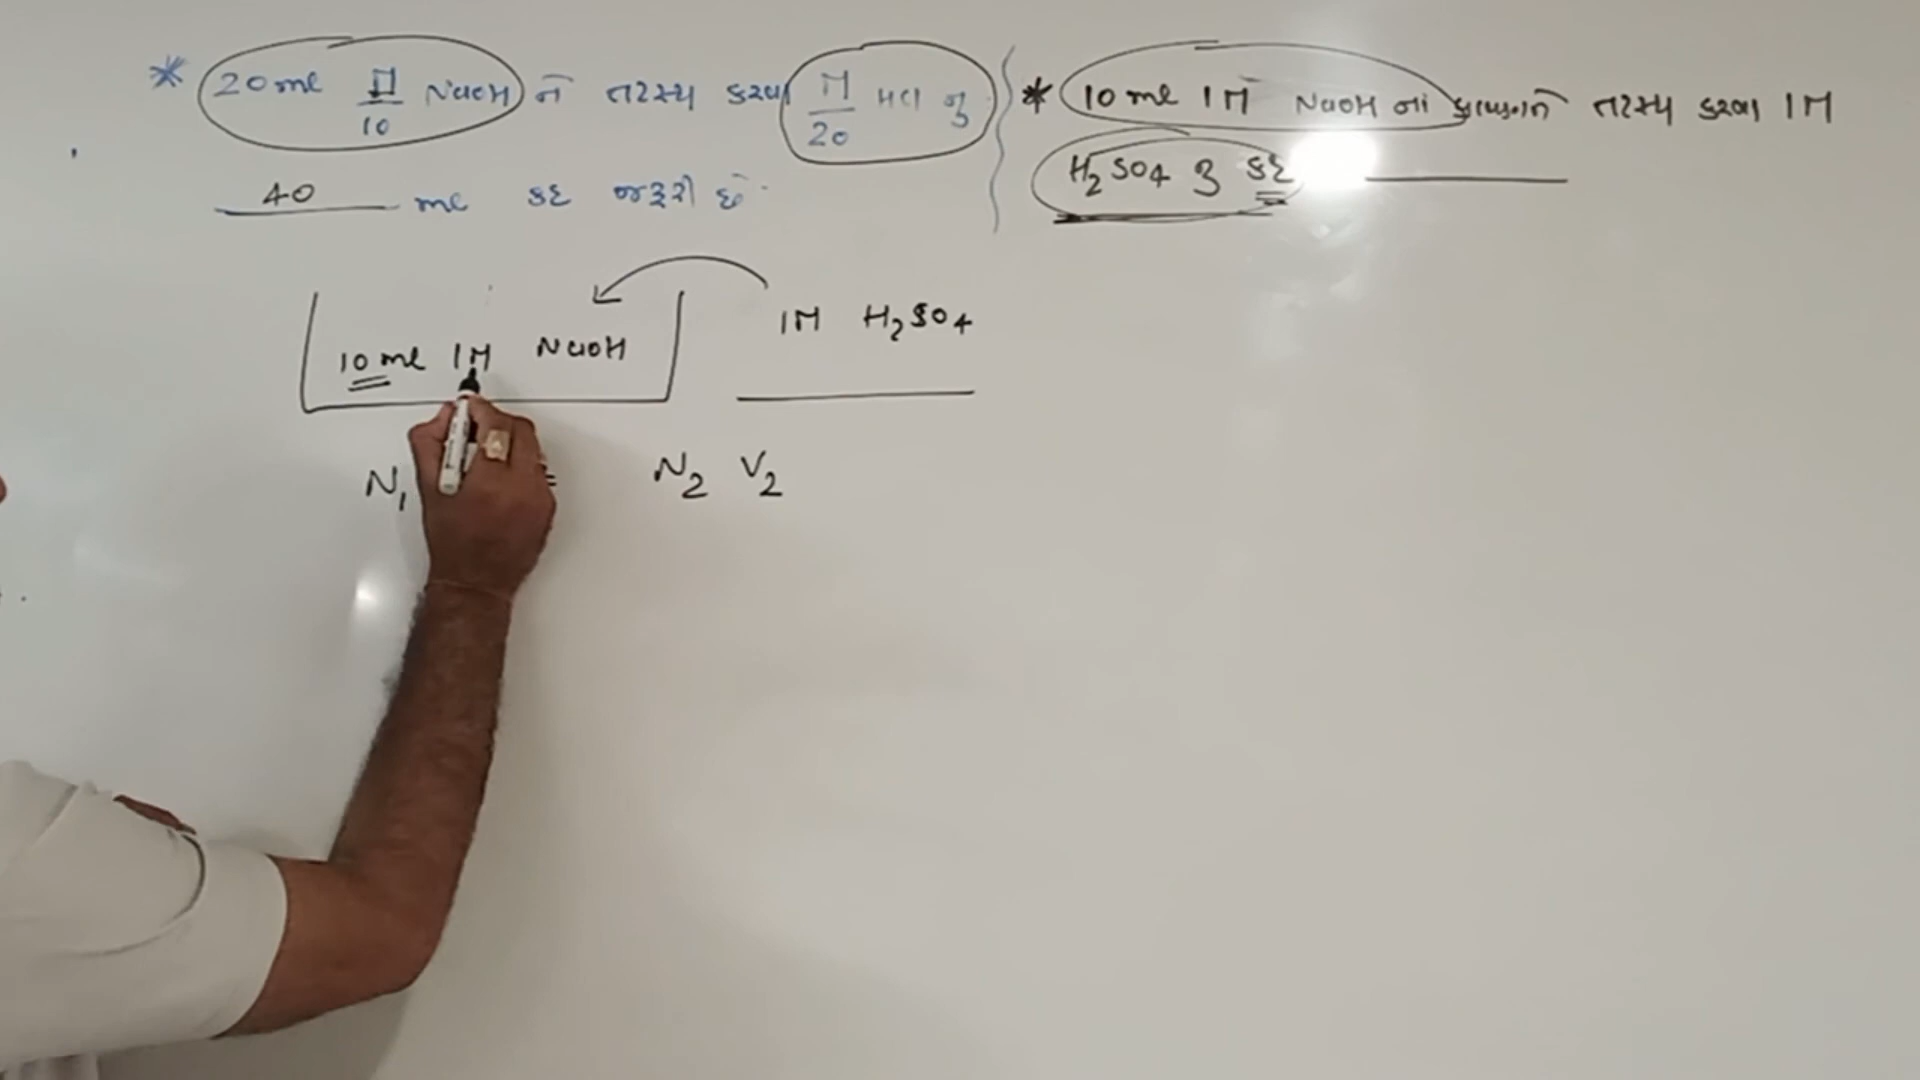 * 20 ml M/10 NaOH ને તટસ્થ કરવા M/20 HCl નું
40 ml કદ જરૂરી છે.
* 10 ml 1M NaOH નાં દ્રાવણને તટસ્થ કરવા 1M
H₂SO₄ નું કદ
10 ml 1M NaOH
1M H₂SO₄
N₁ = N₂ V₂